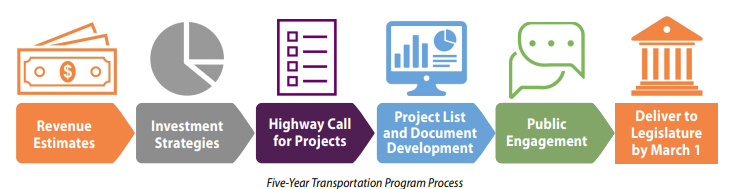 $
Revenue
Estimates
Investment
Strategies
Highway Call
for Projects
Project List
and Document
Development
Public
Engagement
Deliver to
Legislature
by March 1
Five-Year Transportation Program Process